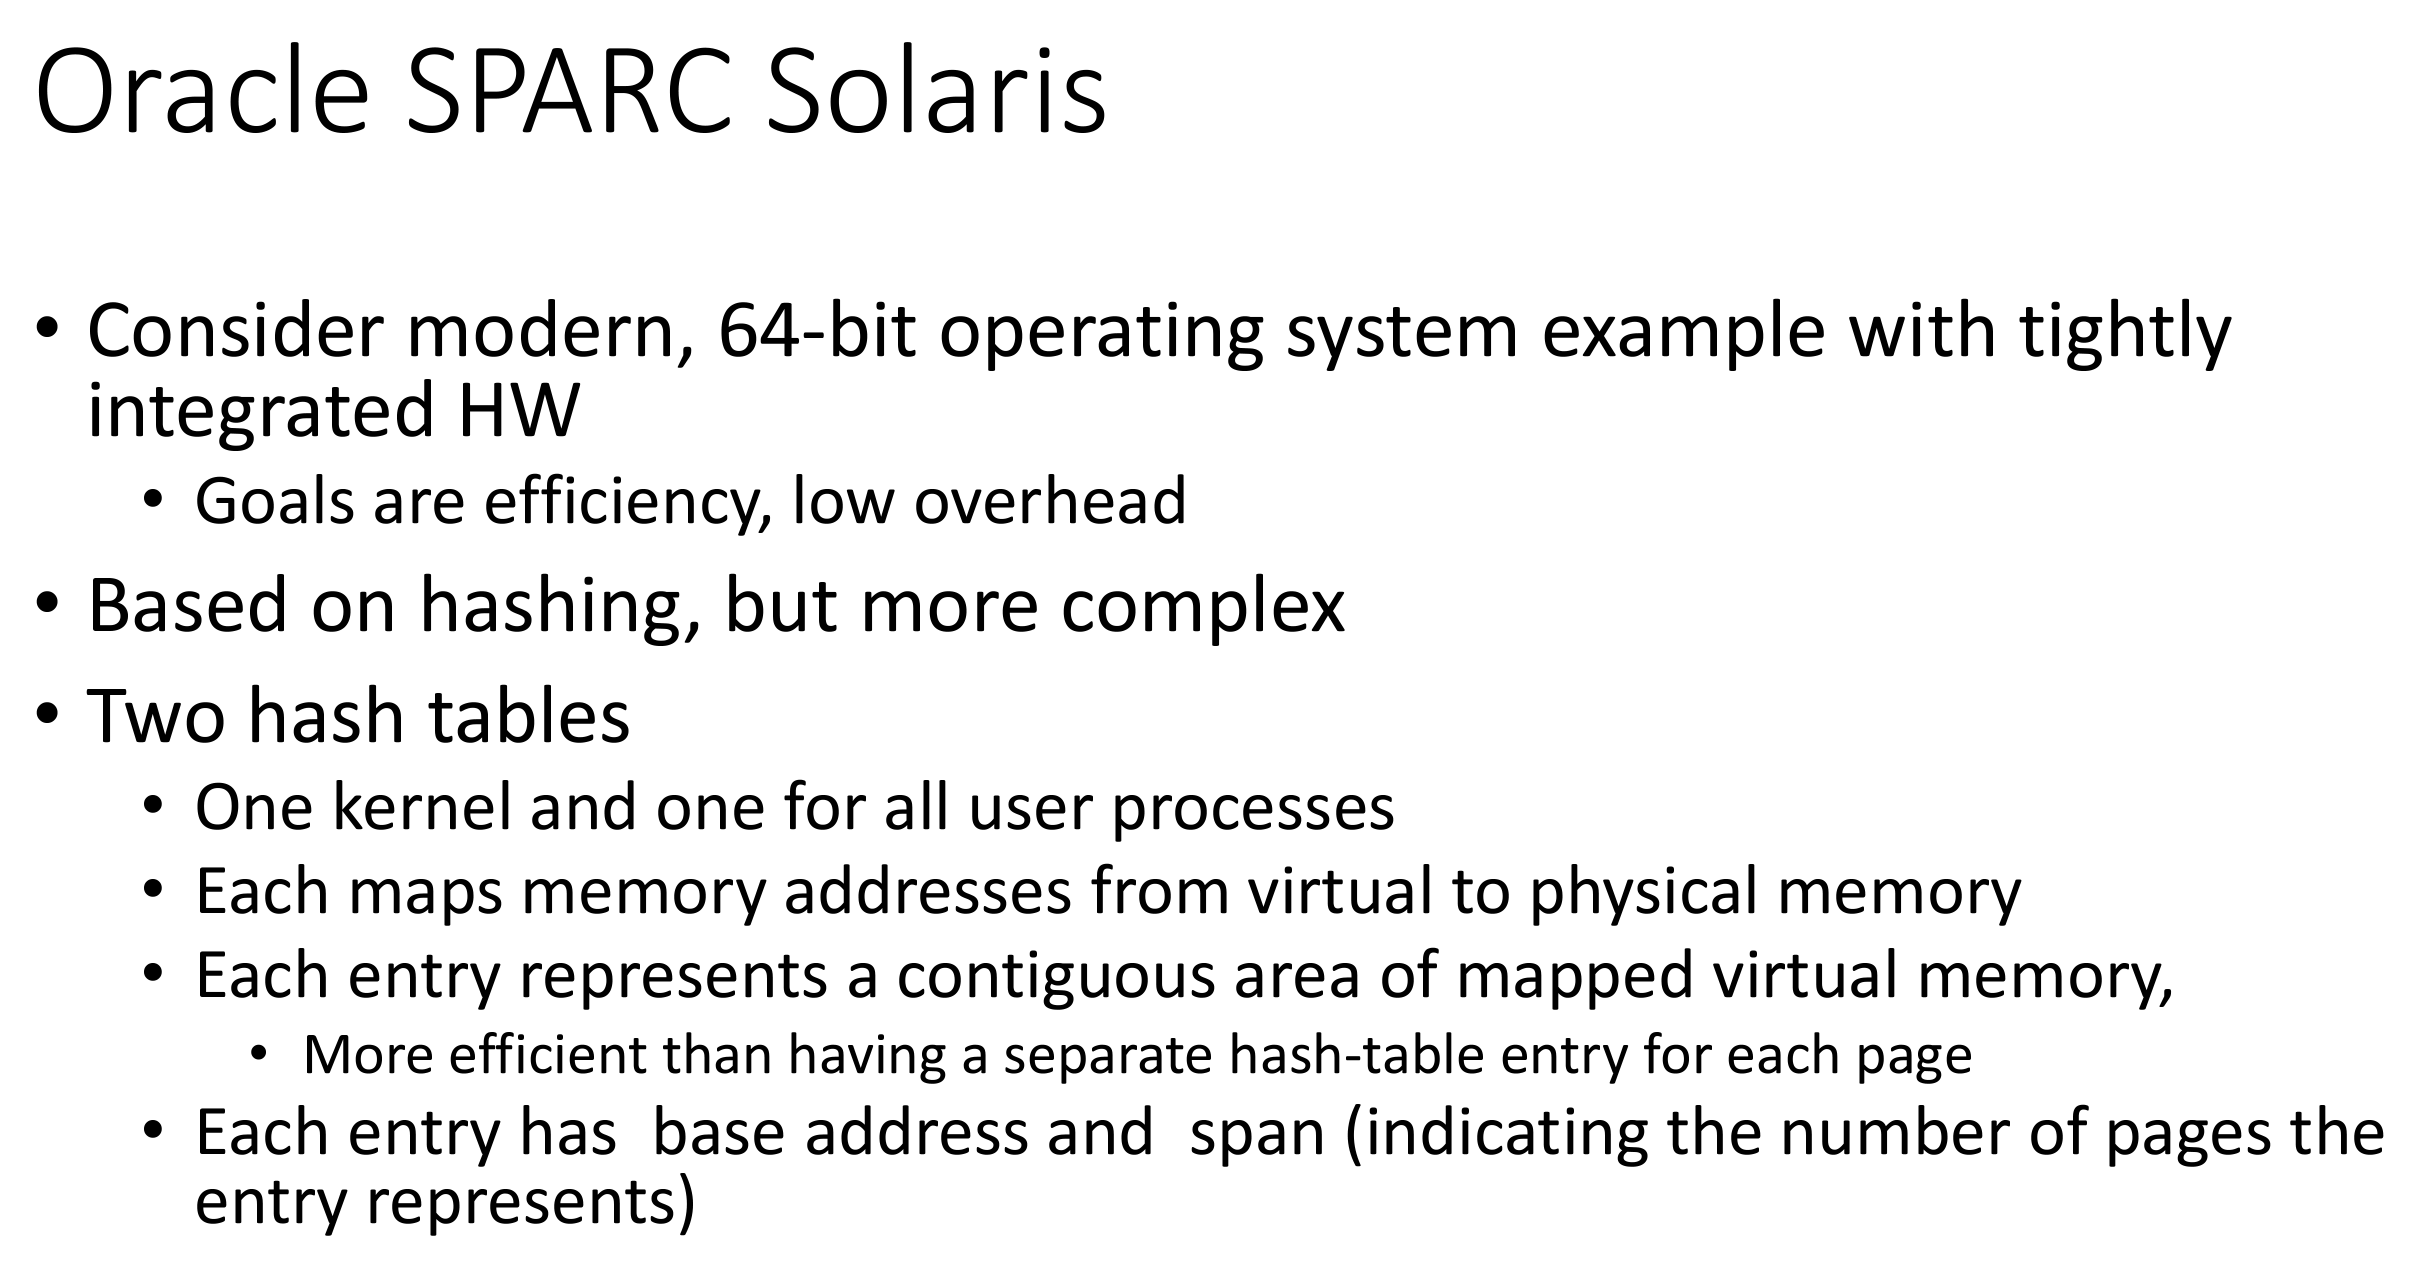 Oracle SPARC Solaris
• Consider modern, 64-bit operating system example with tightly
integrated HW
• Goals are efficiency, low overhead
• Based on hashing, but more complex
• Two hash tables
• One kernel and one for all user processes
• Each maps memory addresses from virtual to physical memory
• Each entry represents a contiguous area of mapped virtual memory,
• More efficient than having a separate hash-table entry for each page
• Each entry has  base address and  span (indicating the number of pages the
entry represents)